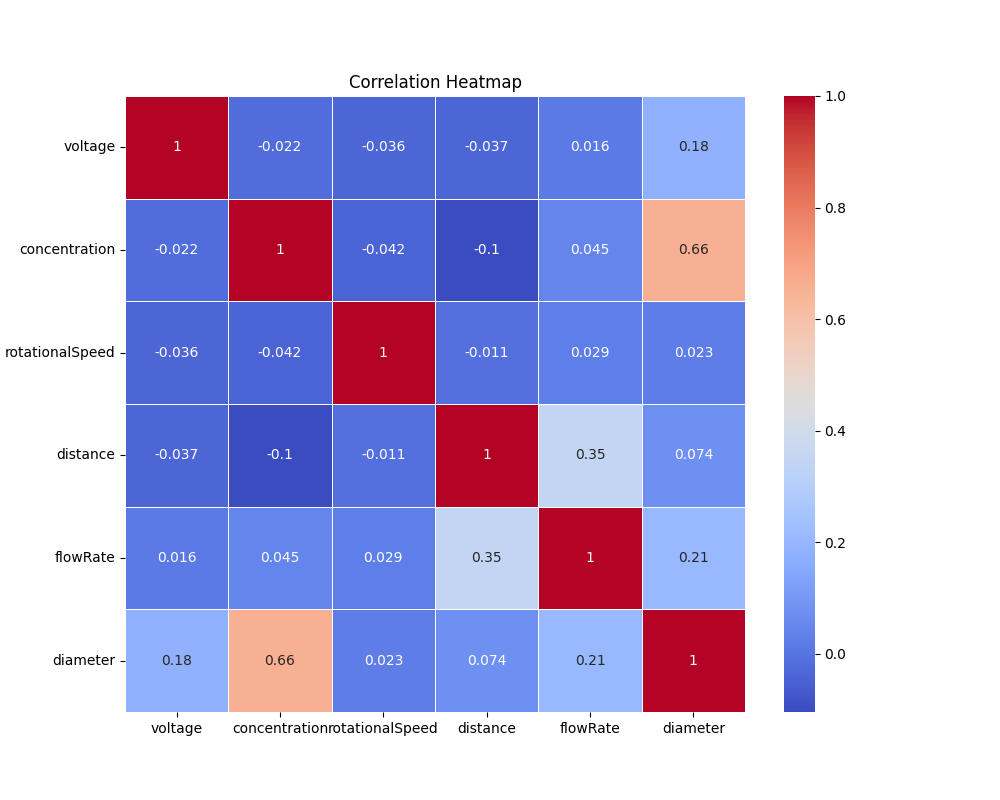 Correlation Heatmap
voltage 1 -0.022 -0.036 -0.037 0.016 0.18
concentration -0.022 1 -0.042 -0.1 0.045 0.66
rotationalSpeed -0.036 -0.042 1 -0.011 0.029 0.023
distance -0.037 -0.1 -0.011 1 0.35 0.074
flowRate 0.016 0.045 0.029 0.35 1 0.21
diameter 0.18 0.66 0.023 0.074 0.21 1
voltage concentration rotationalSpeed distance flowRate diameter
1.0
0.8
0.6
0.4
0.2
0.0